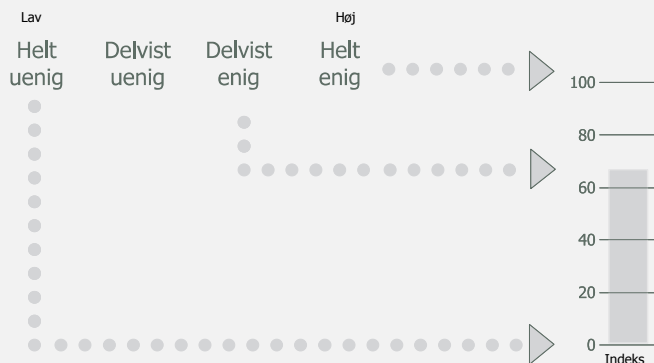 Lav Høj
Helt Delvist Delvist Helt
uenig uenig enig enig
100
80
60
40
20
0
Indeks